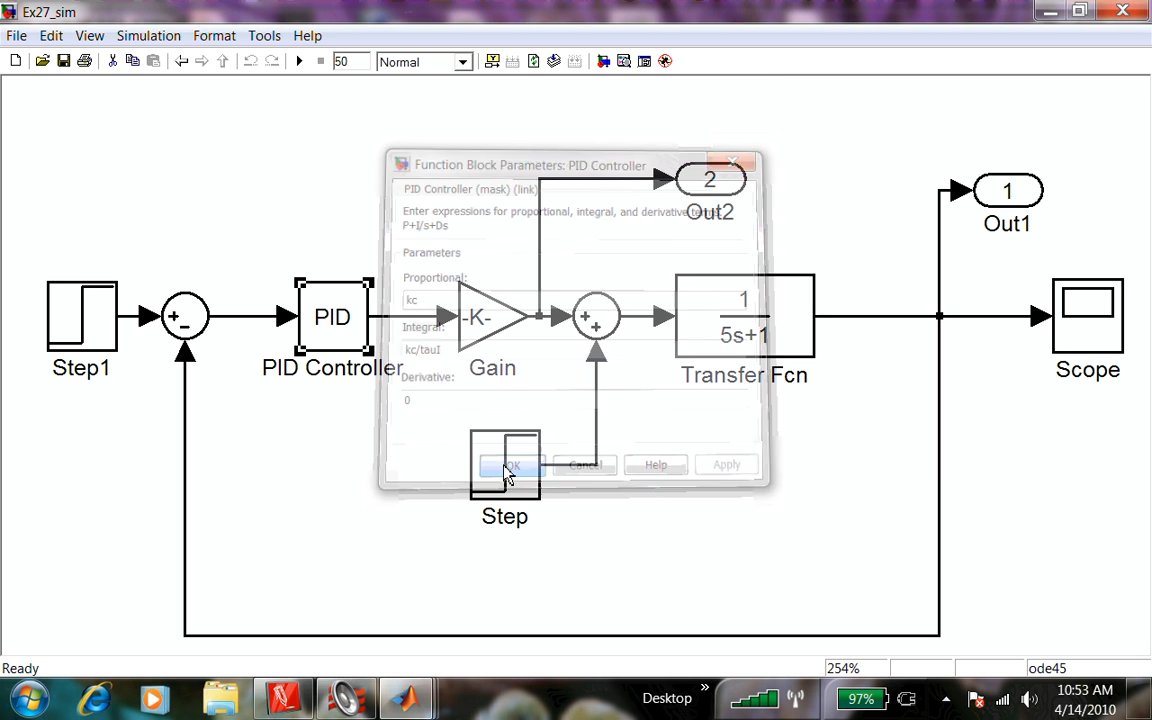 Ex27_sim
File Edit View Simulation Format Tools Help
50 Normal
Function Block Parameters: PID Controller
PID Controller (mask) (link)
Enter expressions for proportional, integral, and derivative terms.
P+I/s+Ds
Parameters
Proportional:
kc
Integral:
kc/tauI
Derivative:
0
OK Cancel Help Apply
2
Out2
1
Out1
Step1
PID
PID Controller
-K-
Gain
1
5s+1
Transfer Fcn
Scope
Step
Ready 254% ode45
Desktop » 97% 10:53 AM
4/14/2010